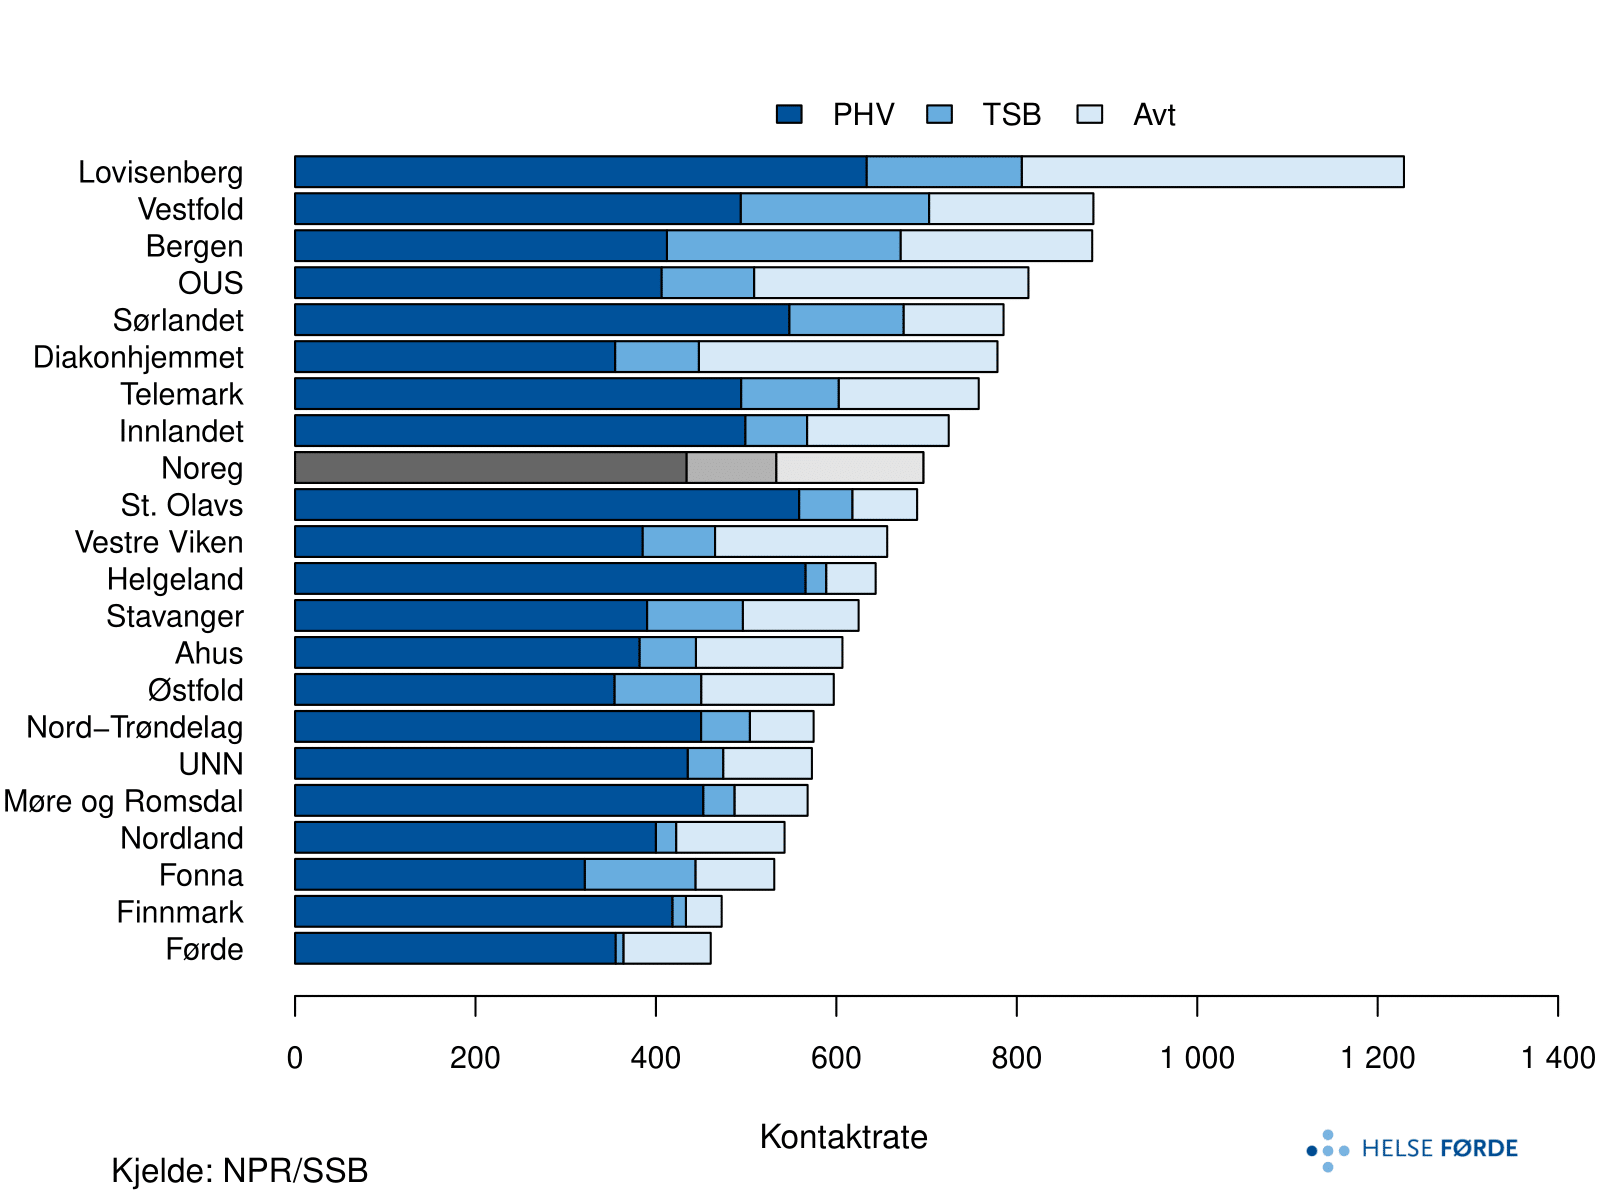 PHV TSB Avt
Lovisenberg
Vestfold
Bergen
OUS
Sørlandet
Diakonhjemmet
Telemark
Innlandet
Noreg
St. Olavs
Vestre Viken
Helgeland
Stavanger
Ahus
Østfold
Nord−Trøndelag
UNN
Møre og Romsdal
Nordland
Fonna
Finnmark
Førde
0 200 400 600 800 1 000 1 200 1 400
Kontaktrate
HELSE FØRDE
Kjelde: NPR/SSB